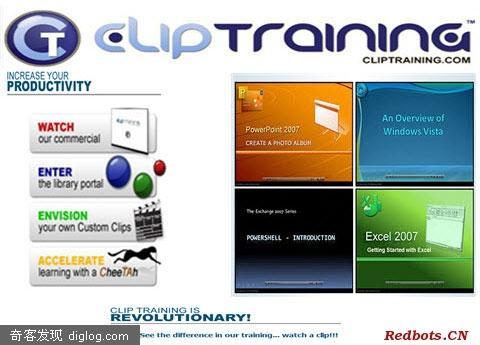 CT
CLIPTRAINING™
CLIPTRAINING.COM
INCREASE YOUR
PRODUCTIVITY
WATCH
our commercial
ENTER
the library portal
ENVISION
your own Custom Clips
ACCELERATE
learning with a CheeTAh
PowerPoint 2007
CREATE A PHOTO ALBUM
An Overview of
Windows Vista
The Exchange 2007 Series
POWERSHELL - INTRODUCTION
Excel 2007
Getting Started with Excel
CLIP TRAINING IS
REVOLUTIONARY!
See the difference in our training... watch a clip!!!
奇客发现 diglog.com
Redbots.CN